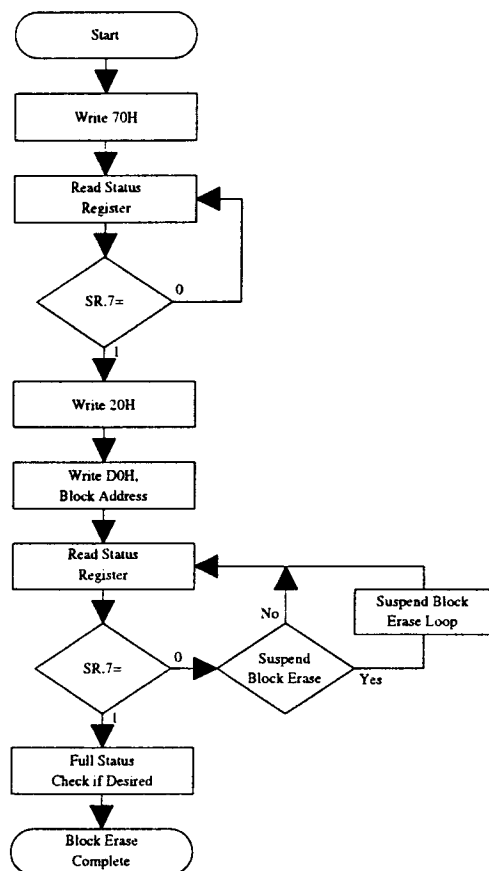 Start
Write 70H
Read Status
Register
SR.7=
0
1
Write 20H
Write D0H,
Block Address
Read Status
Register
SR.7=
0
1
Suspend
Block Erase
No
Yes
Suspend Block
Erase Loop
Full Status
Check if Desired
Block Erase
Complete